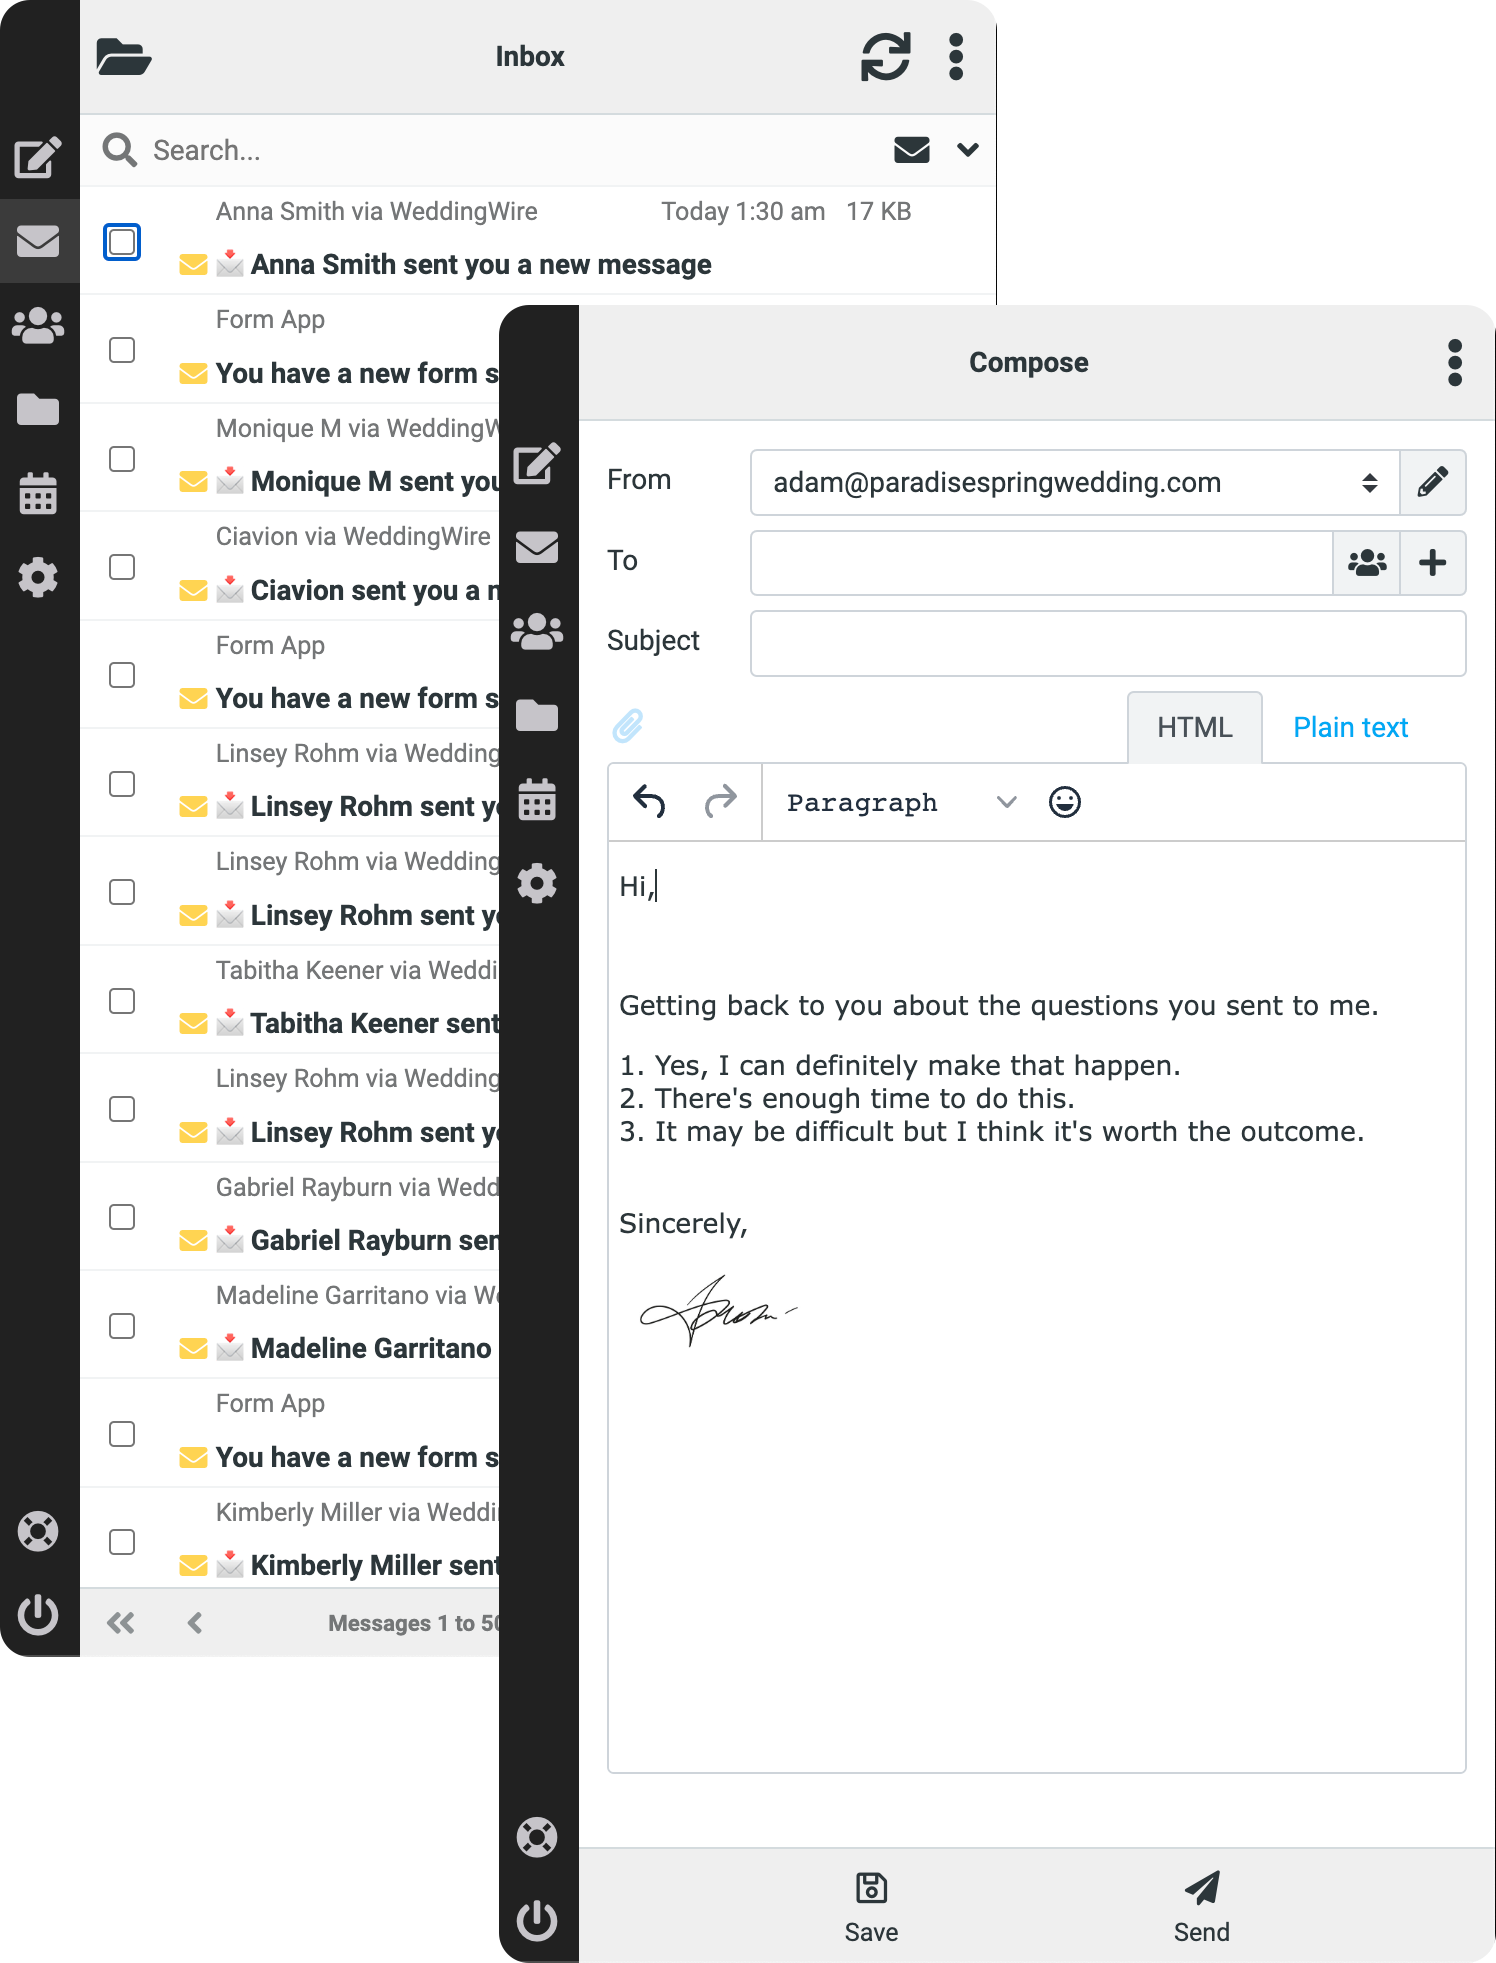 Inbox
Search...
Anna Smith via WeddingWire Today 1:30 am 17 KB
Anna Smith sent you a new message
Form App
You have a new form s
Monique M via WeddingW
Monique M sent you
Ciavion via WeddingWire
Ciavion sent you a n
Form App
You have a new form s
Linsey Rohm via Wedding
Linsey Rohm sent yo
Linsey Rohm via Wedding
Linsey Rohm sent yo
Tabitha Keener via Weddi
Tabitha Keener sent
Linsey Rohm via Wedding
Linsey Rohm sent yo
Gabriel Rayburn via Wedd
Gabriel Rayburn sen
Madeline Garritano via We
Madeline Garritano
Form App
You have a new form s
Kimberly Miller via Weddi
Kimberly Miller sent
Messages 1 to 50
Compose
From adam@paradisespringwedding.com
To
Subject
HTML Plain text
Paragraph
Hi,
Getting back to you about the questions you sent to me.
1. Yes, I can definitely make that happen.
2. There's enough time to do this.
3. It may be difficult but I think it's worth the outcome.
Sincerely,
Save Send